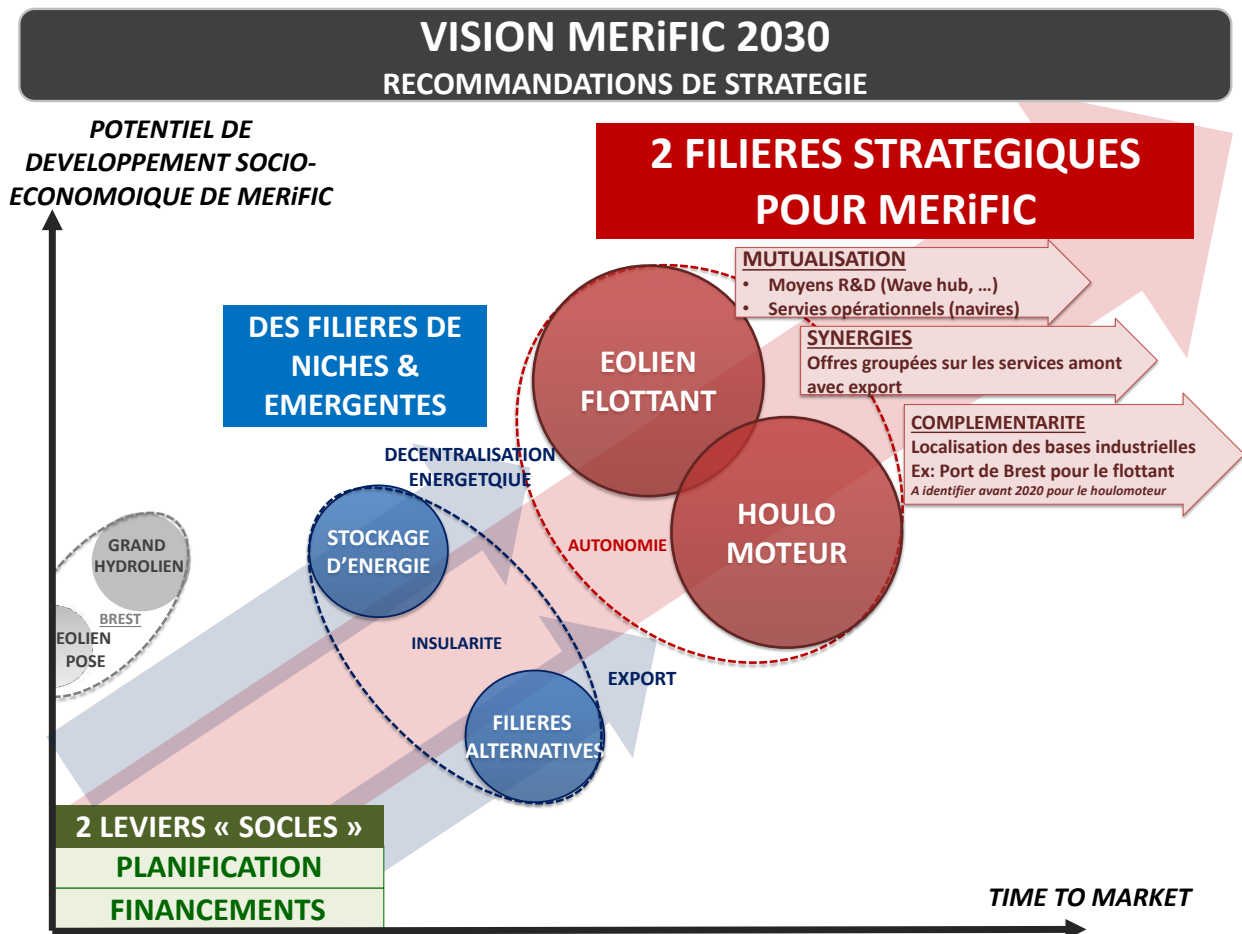 VISION MERiFIC 2030
RECOMMANDATIONS DE STRATEGIE
POTENTIEL DE
DEVELOPPEMENT SOCIO-
ECONOMOIQUE DE MERiFIC
2 FILIERES STRATEGIQUES
POUR MERiFIC
MUTUALISATION
• Moyens R&D (Wave hub, …)
• Servies opérationnels (navires)
SYNERGIES
Offres groupées sur les services amont
avec export
COMPLEMENTARITE
Localisation des bases industrielles
Ex: Port de Brest pour le flottant
A identifier avant 2020 pour le houlomoteur
DES FILIERES DE
NICHES &
EMERGENTES
EOLIEN
FLOTTANT
HOULO
MOTEUR
AUTONOMIE
DECENTRALISATION
ENERGETQIUE
STOCKAGE
D'ENERGIE
INSULARITE
EXPORT
FILIERES
ALTERNATIVES
GRAND
HYDROLIEN
BREST
EOLIEN
POSE
2 LEVIERS « SOCLES »
PLANIFICATION
FINANCEMENTS
TIME TO MARKET